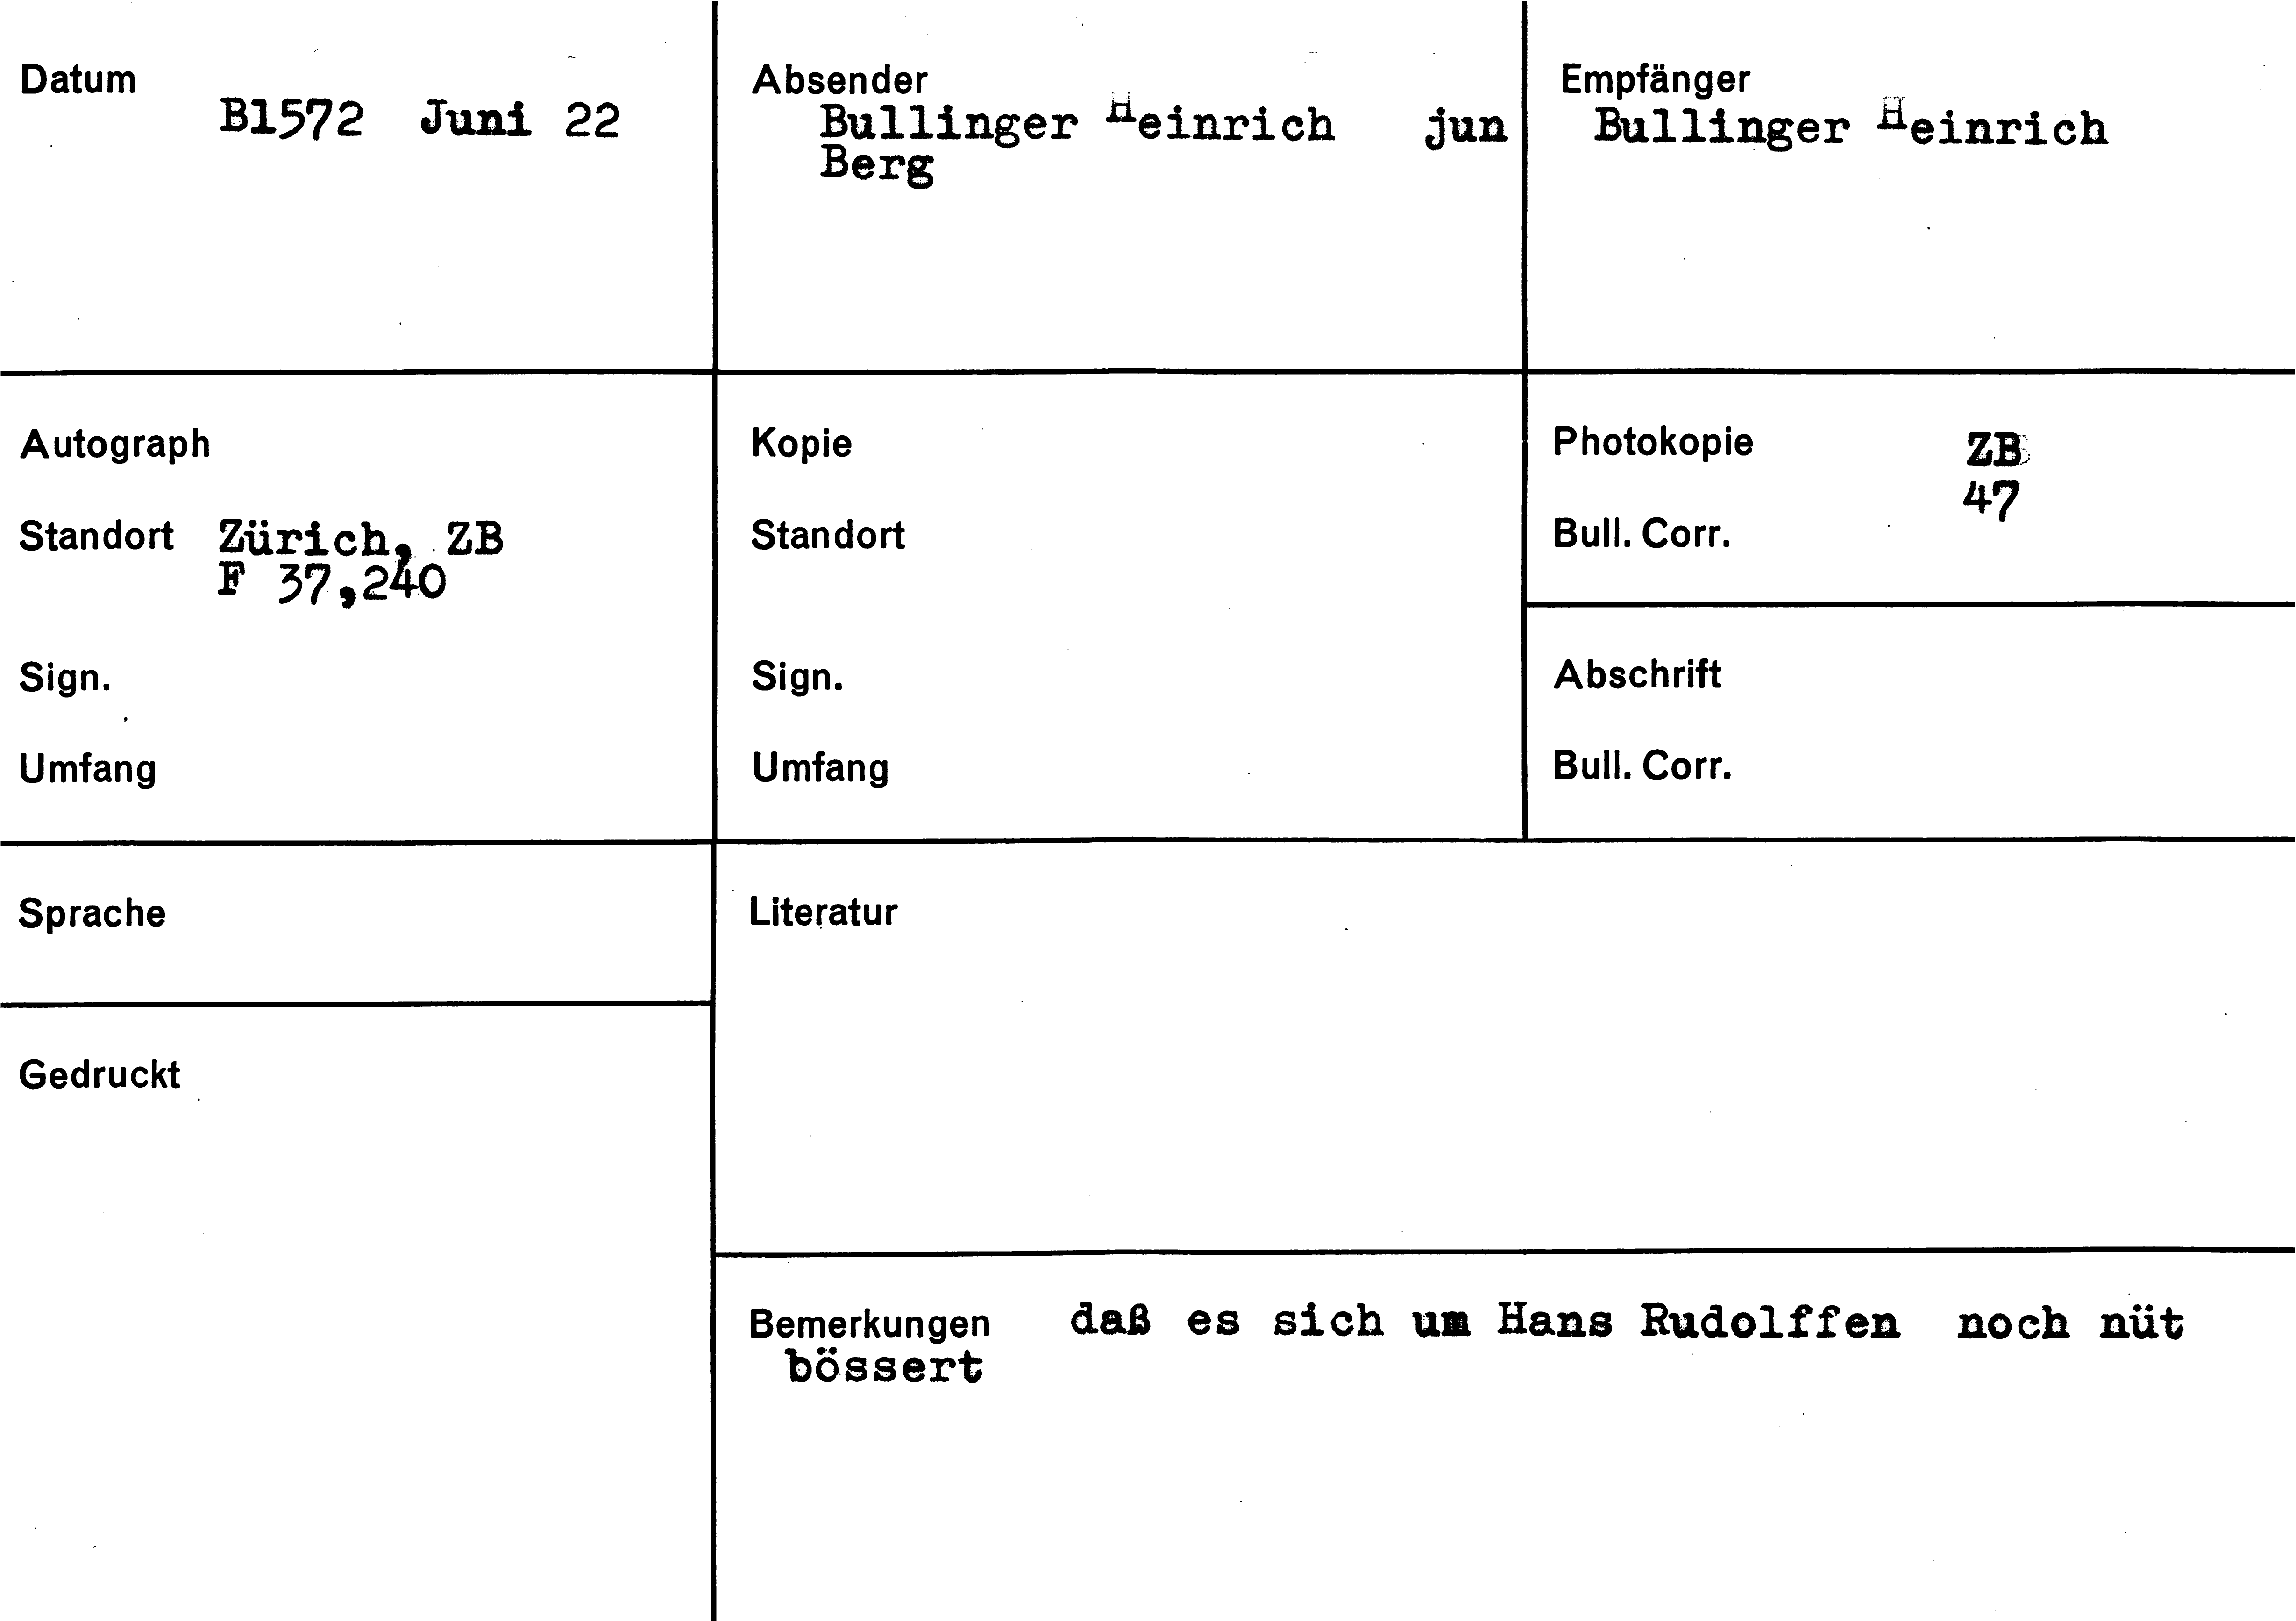 Datum
B1572 Juni 22
Absender
Bullinger Heinrich jun
Berg
Empfänger
Bullinger Heinrich
Autograph
Standort Zürich, ZB
F 37,240
Sign.
Umfang
Kopie
Standort
Sign.
Umfang
Photokopie ZB
47
Bull. Corr.
Abschrift
Bull. Corr.
Sprache
Literatur
Gedruckt
Bemerkungen daß es sich um Hans Rudolffen noch nüt
bössert